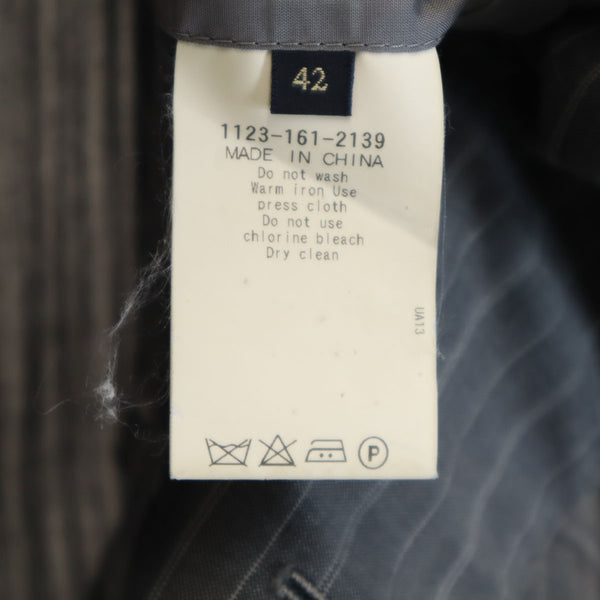 42
1123-161-2139
MADE IN CHINA
Do not wash
Warm iron Use
press cloth
Do not use
chlorine bleach
Dry clean
UA13
P